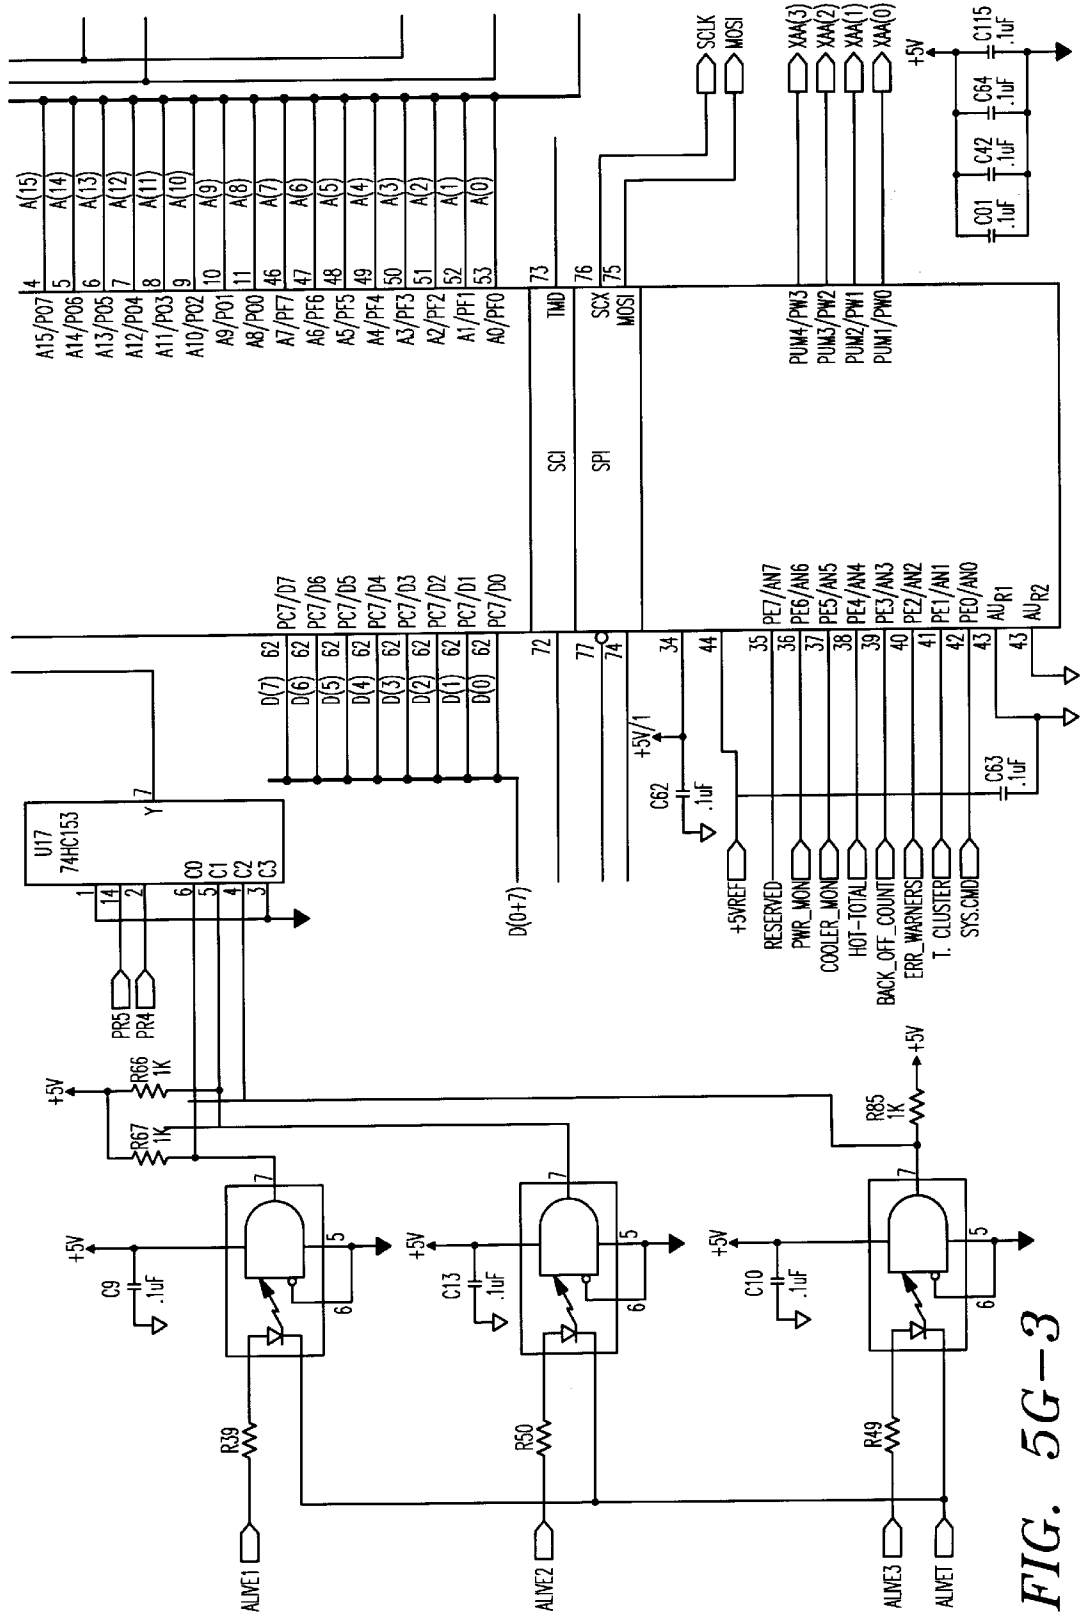 4 A(15)
5 A(14)
6 A(13)
7 A(12)
8 A(11)
9 A(10)
10 A(9)
11 A(8)
46 A(7)
47 A(6)
48 A(5)
49 A(4)
50 A(3)
51 A(2)
52 A(1)
53 A(0)
A15/P07
A14/P06
A13/P05
A12/P04
A11/P03
A10/P02
A9/P01
A8/P00
A7/PF7
A6/PF6
A5/PF5
A4/PF4
A3/PF3
A2/PF2
A1/PF1
A0/PF0
73
TMD
76
SCX
75
MOSI
SCLK
MOSI
SCI
SPI
XAA(3)
XAA(2)
XAA(1)
XAA(0)
PUM4/PW3
PUM3/PW2
PUM2/PW1
PUM1/PW0
+5V
C115
.1uF
C64
.1uF
C42
.1uF
C01
.1uF
U17
74HC153
Y 7
1
14
2
6 C0
5 C1
4 C2
3 C3
PR5
PR4
D(7) 62 PC7/D7
D(6) 62 PC7/D6
D(5) 62 PC7/D5
D(4) 62 PC7/D4
D(3) 62 PC7/D3
D(2) 62 PC7/D2
D(1) 62 PC7/D1
D(0) 62 PC7/D0
D(0+7)
72
77
74
34
44
+5V/1
C62
.1uF
+5VREF
C63
.1uF
RESERVED 35 PE7/AN7
PWR_MON 36 PE6/AN6
COOLER_MON 37 PE5/AN5
HOT-TOTAL 38 PE4/AN4
BACK_OFF_COUNT 39 PE3/AN3
ERR_WARNERS 40 PE2/AN2
T. CLUSTER 41 PE1/AN1
SYS.CMD 42 PE0/AN0
43 AUR1
43 AUR2
+5V
R66
1K
R67
1K
+5V
C9
.1uF
7
5
6
R39
ALIVE1
+5V
C13
.1uF
7
5
6
R50
ALIVE2
+5V
R85
1K
+5V
C10
.1uF
7
5
6
R49
ALIVE3
ALIVET
FIG. 5G-3